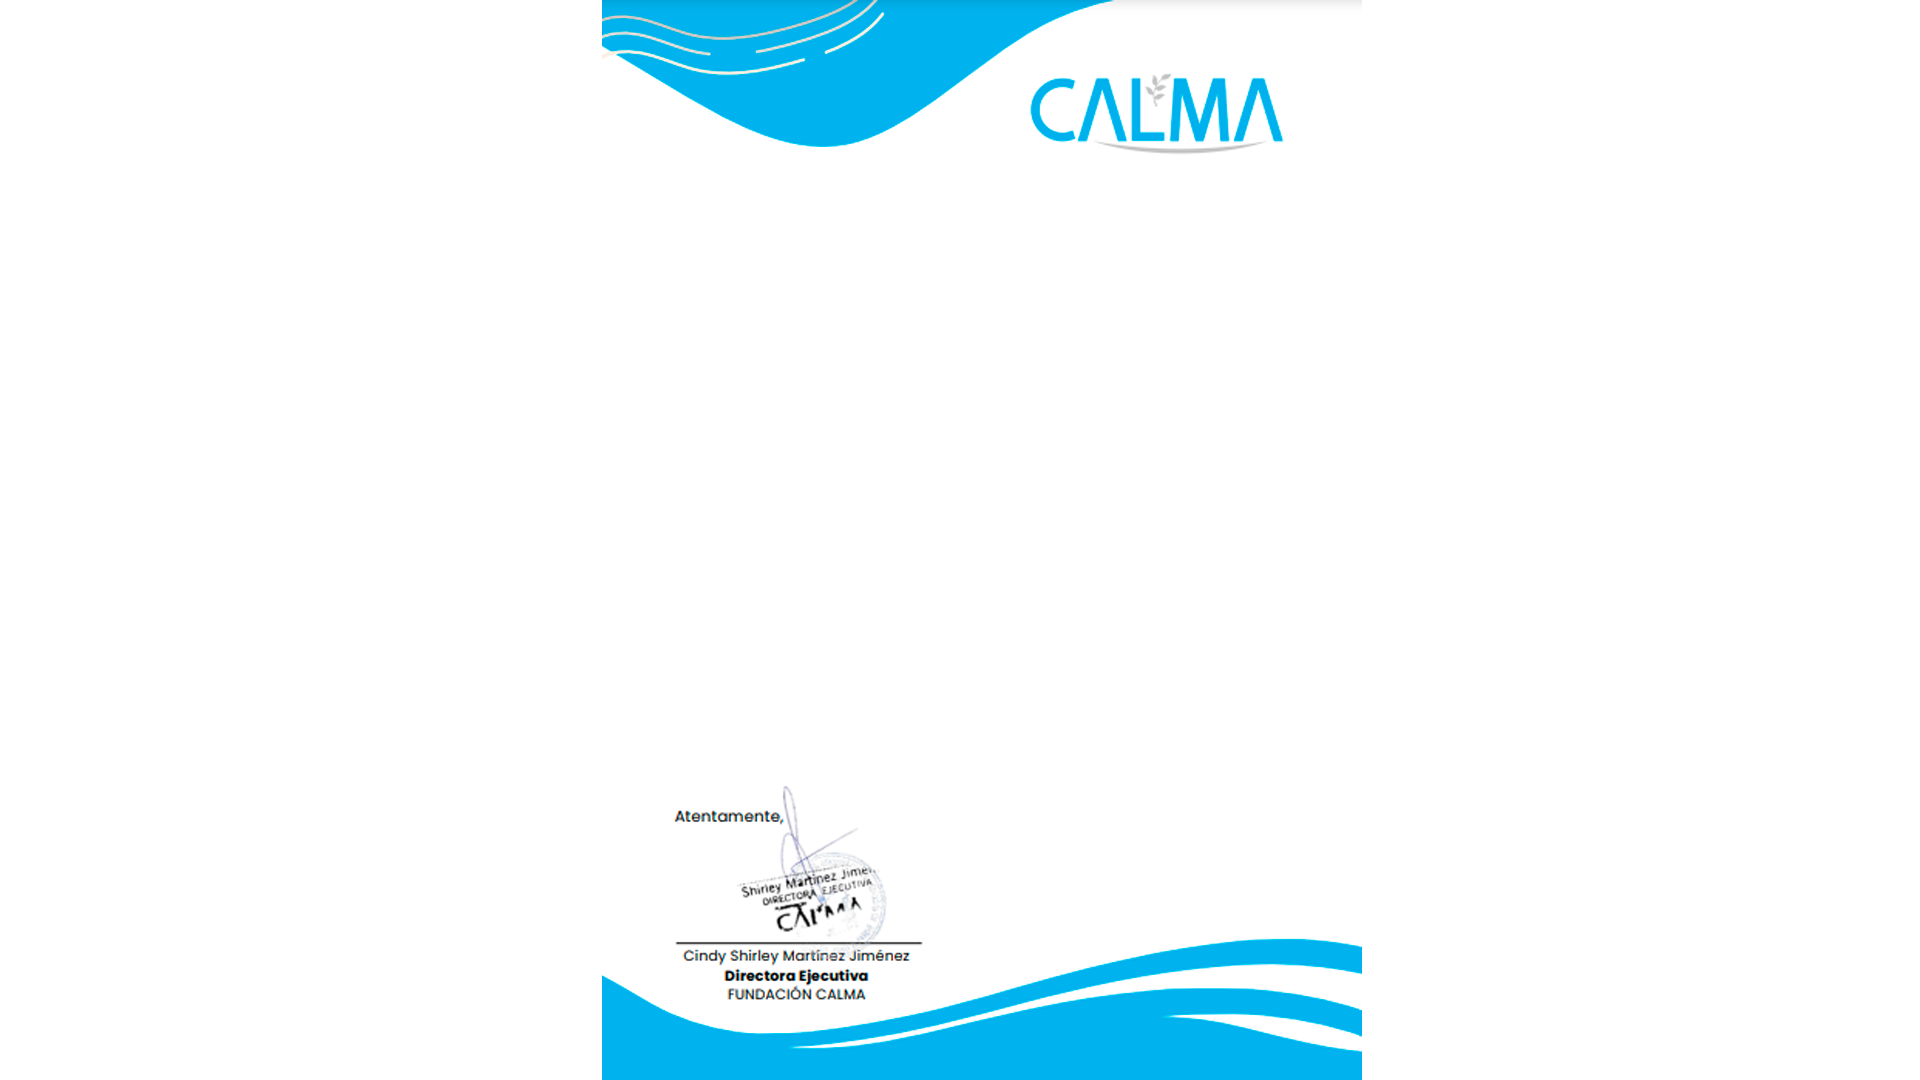 CALMA
Atentamente,
Shirley Martínez
DIRECTORA EJECUTIVA
CALMA
Cindy Shirley Martínez Jiménez
Directora Ejecutiva
FUNDACIÓN CALMA